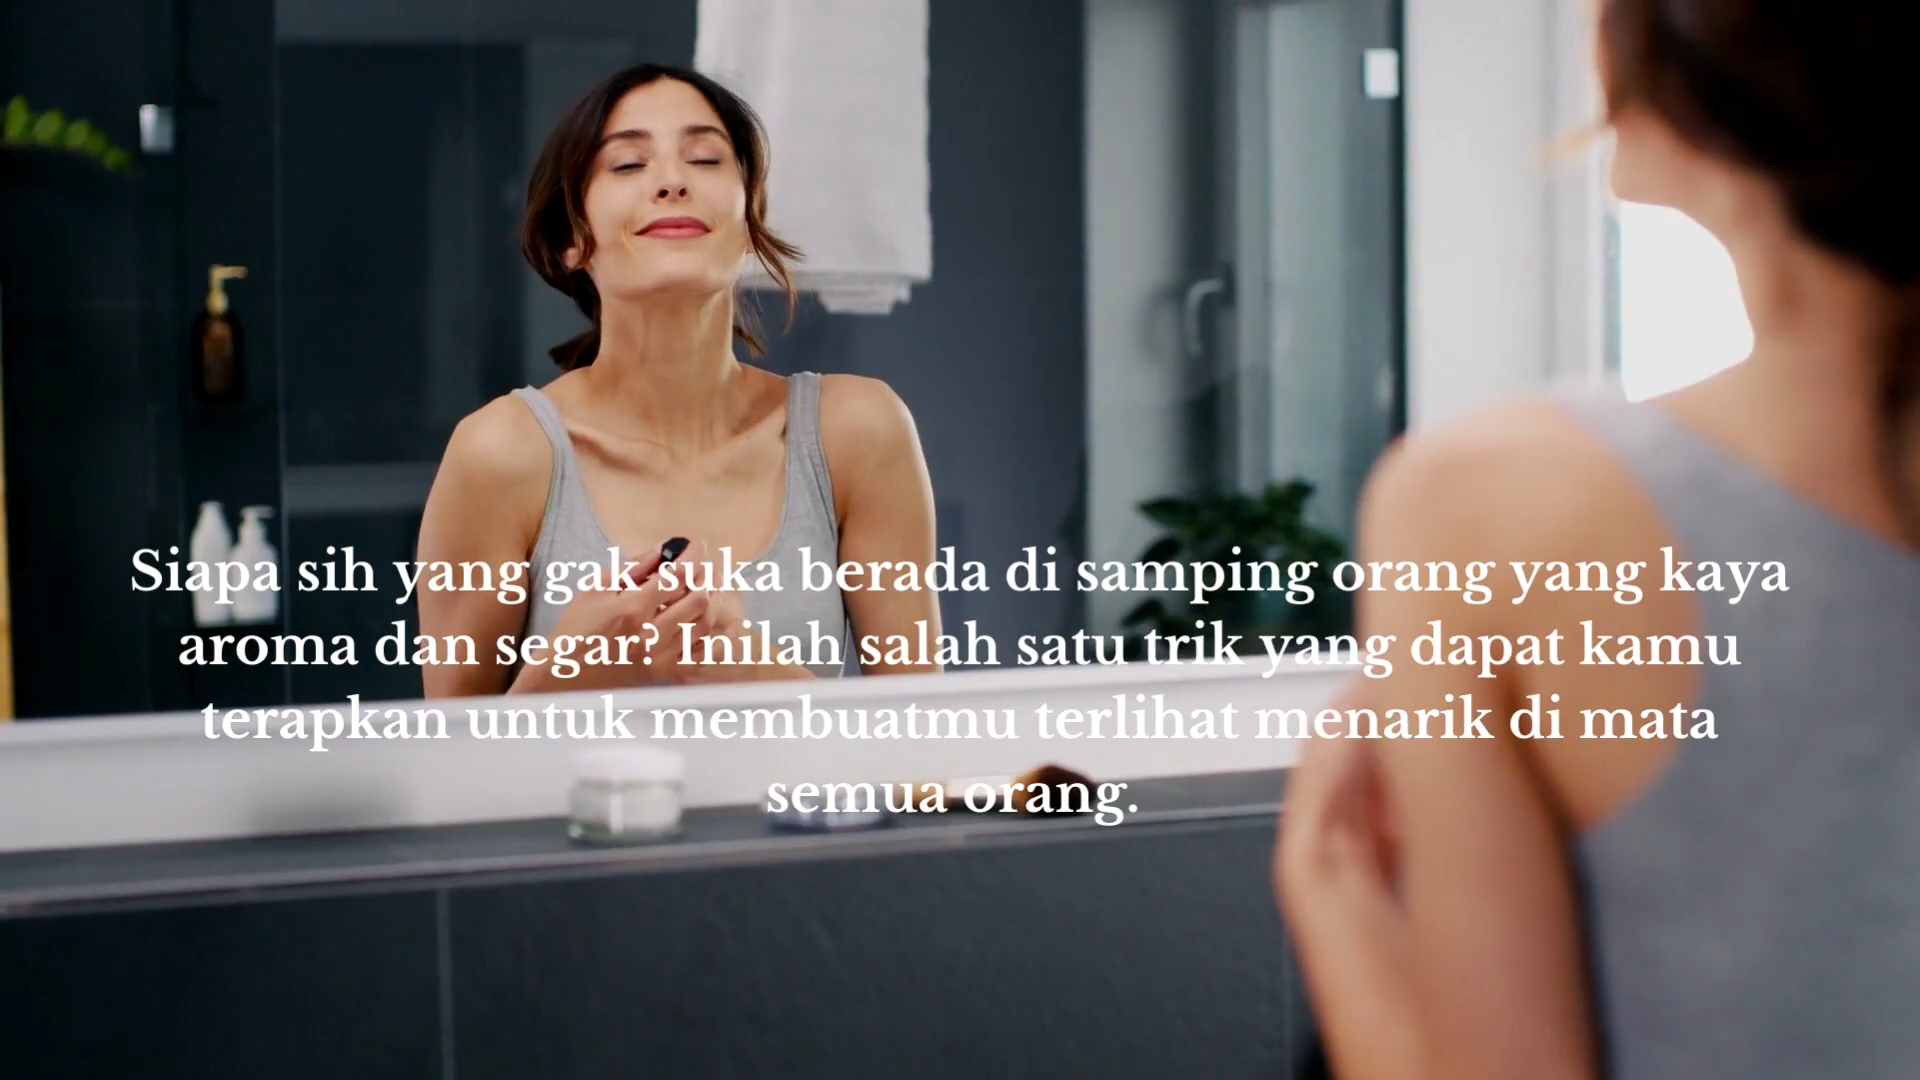 Siapa sih yang gak suka berada di samping orang yang kaya
aroma dan segar? Inilah salah satu trik yang dapat kamu
terapkan untuk membuatmu terlihat menarik di mata
semua orang.